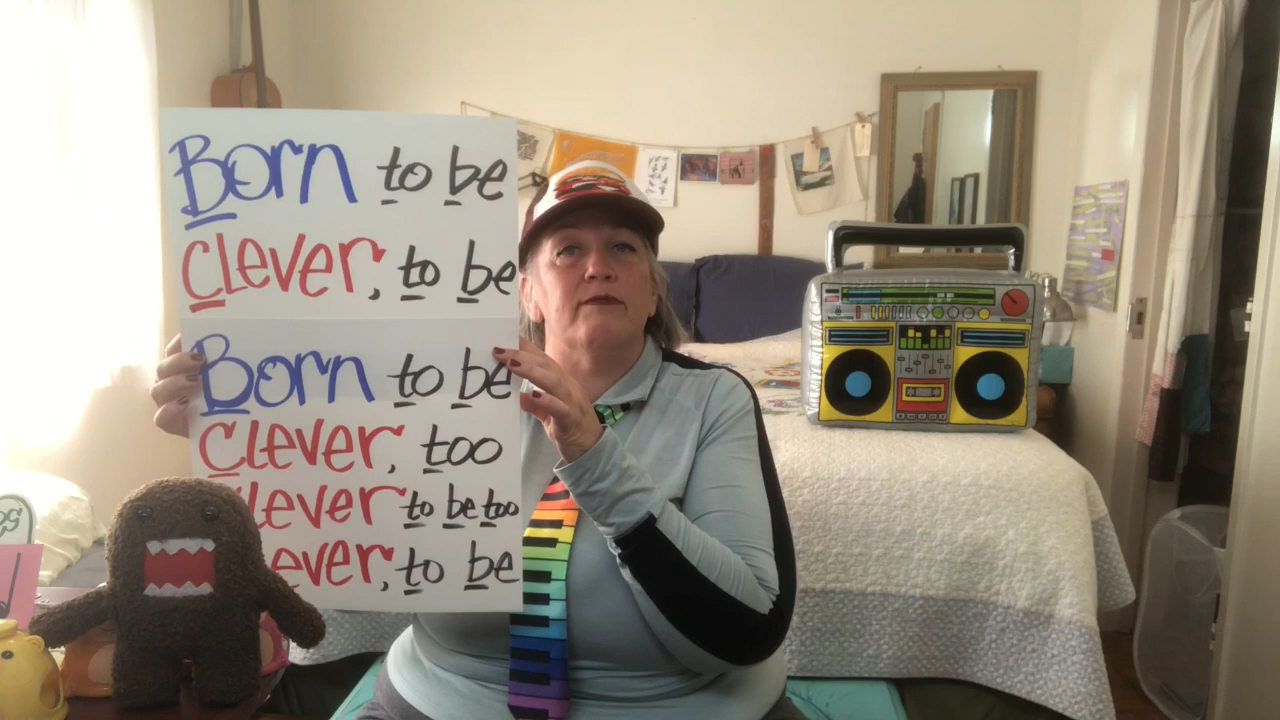 Born to be
Clever, to be
Born to be
Clever, too
Clever to be too
Clever, to be